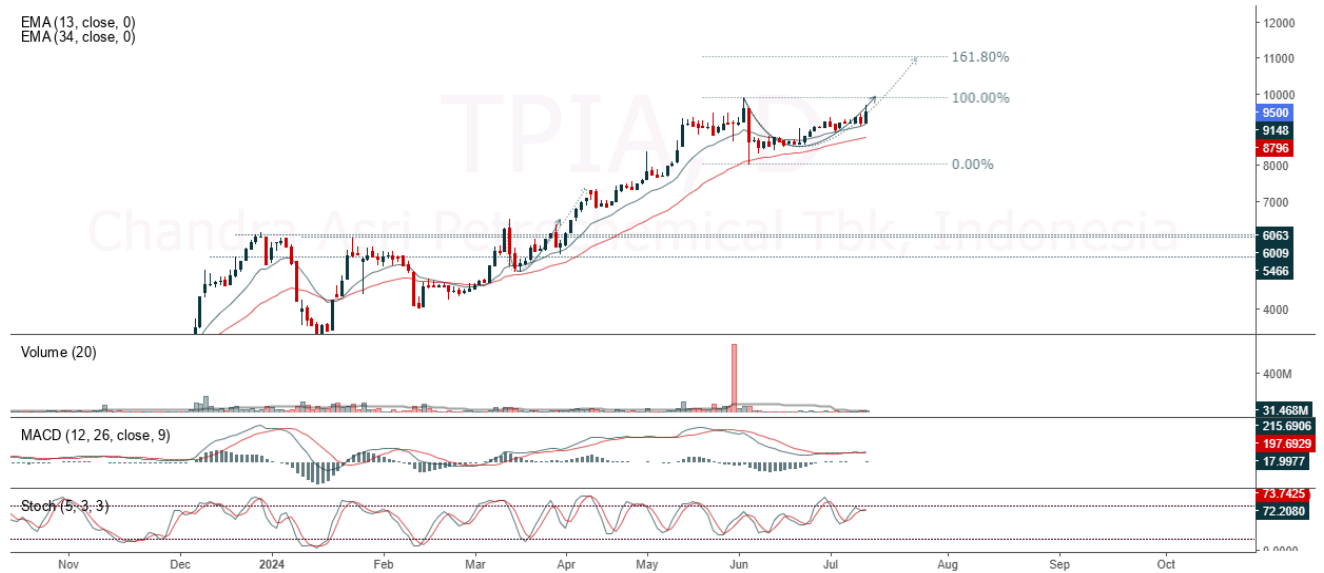 EMA (13, close, 0)
EMA (34, close, 0)
TPIA, D
Chandra Asri Petrochemical Tbk, Indonesia
161.80%
100.00%
0.00%
12000
11000
10000
9500
9148
8796
8000
7000
6063
6009
5466
4000
Volume (20)
400M
31.468M
MACD (12, 26, close, 9)
215.6906
197.6929
17.9977
Stoch (5, 3, 3)
73.7425
72.2080
0.0000
Nov Dec 2024 Feb Mar Apr May Jun Jul Aug Sep Oct